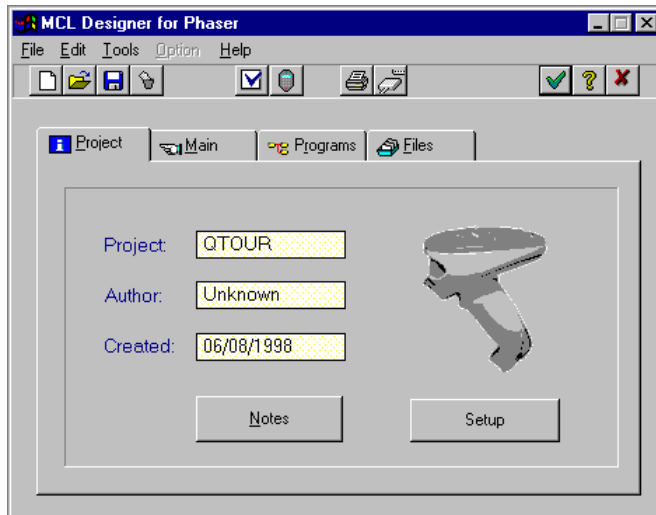 MCL Designer for Phaser
File Edit Tools Option Help
Project Main Programs Files
Project: QTOUR
Author: Unknown
Created: 06/08/1998
Notes Setup